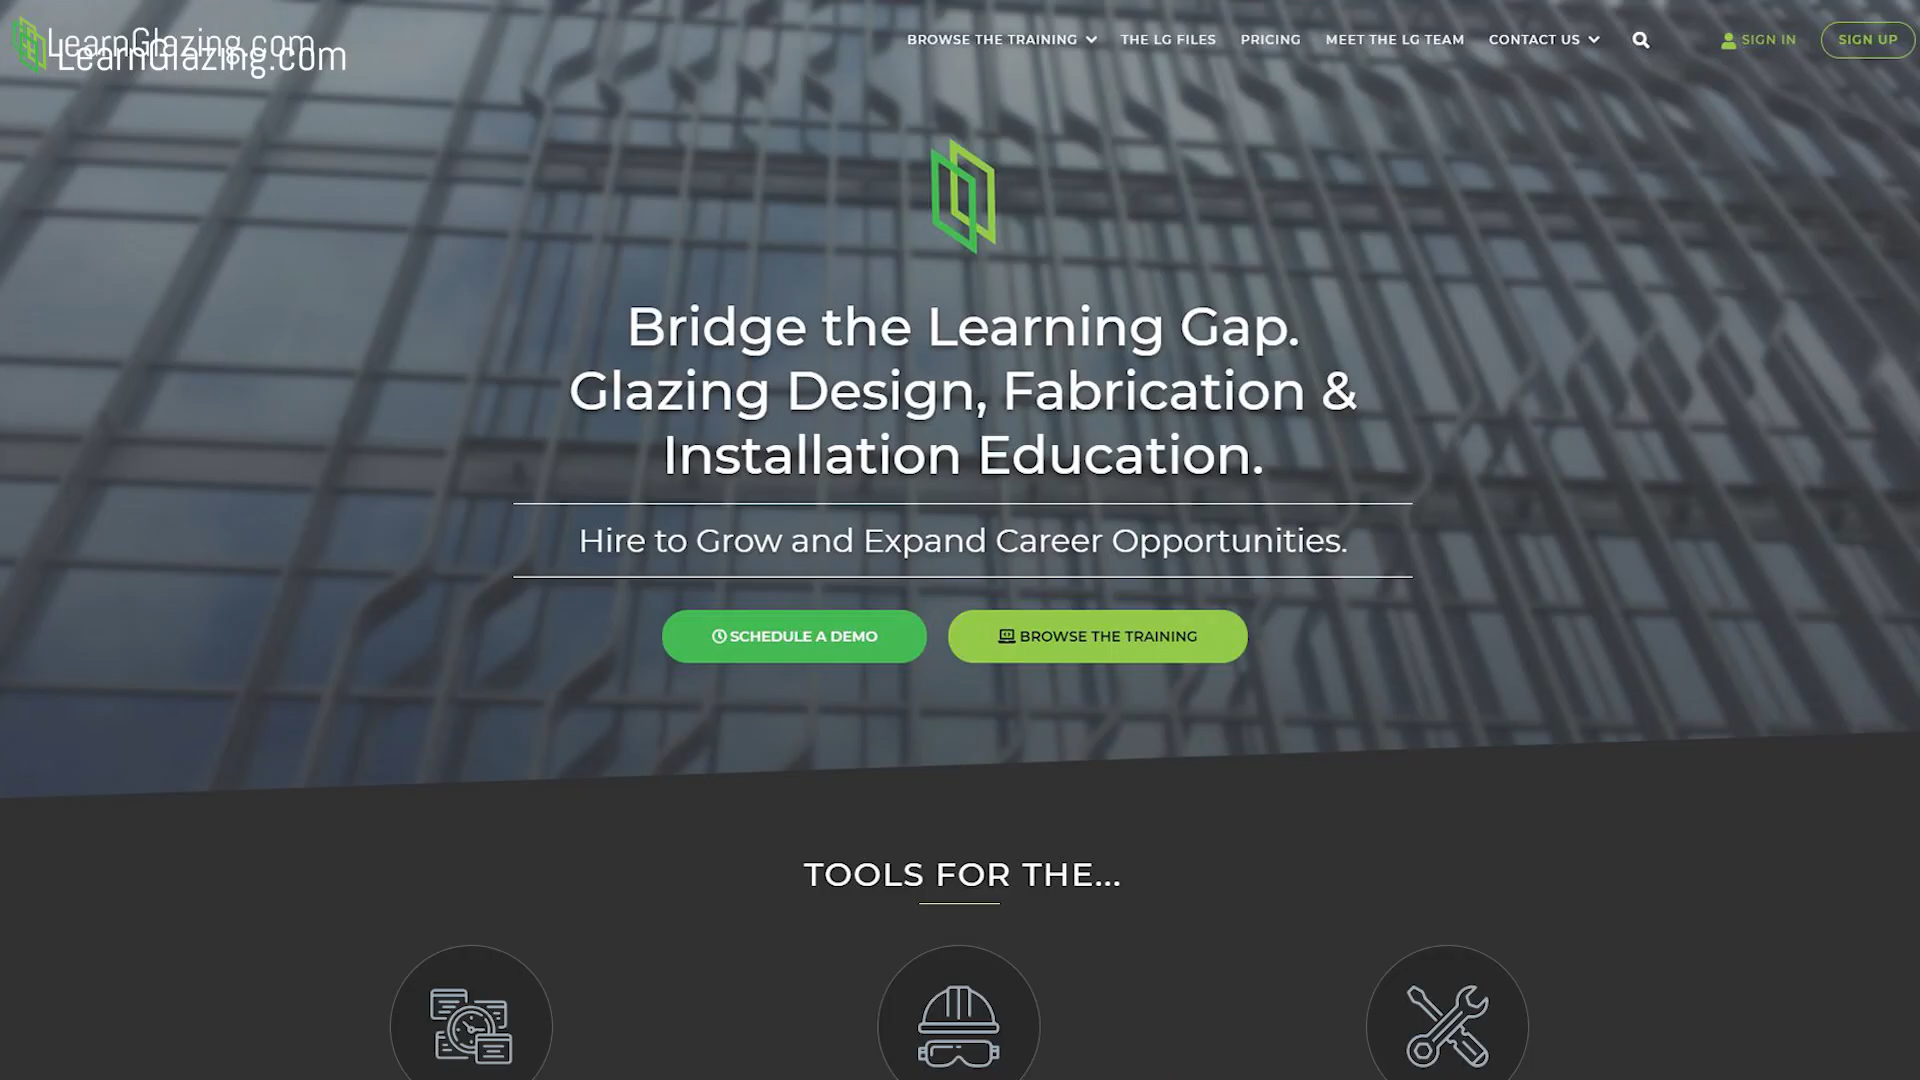 LearnGlazing.com
LearnGlazing.com
BROWSE THE TRAINING
THE LG FILES
PRICING
MEET THE LG TEAM
CONTACT US
SIGN IN
SIGN UP
Bridge the Learning Gap.
Glazing Design, Fabrication &
Installation Education.
Hire to Grow and Expand Career Opportunities.
SCHEDULE A DEMO
BROWSE THE TRAINING
TOOLS FOR THE...